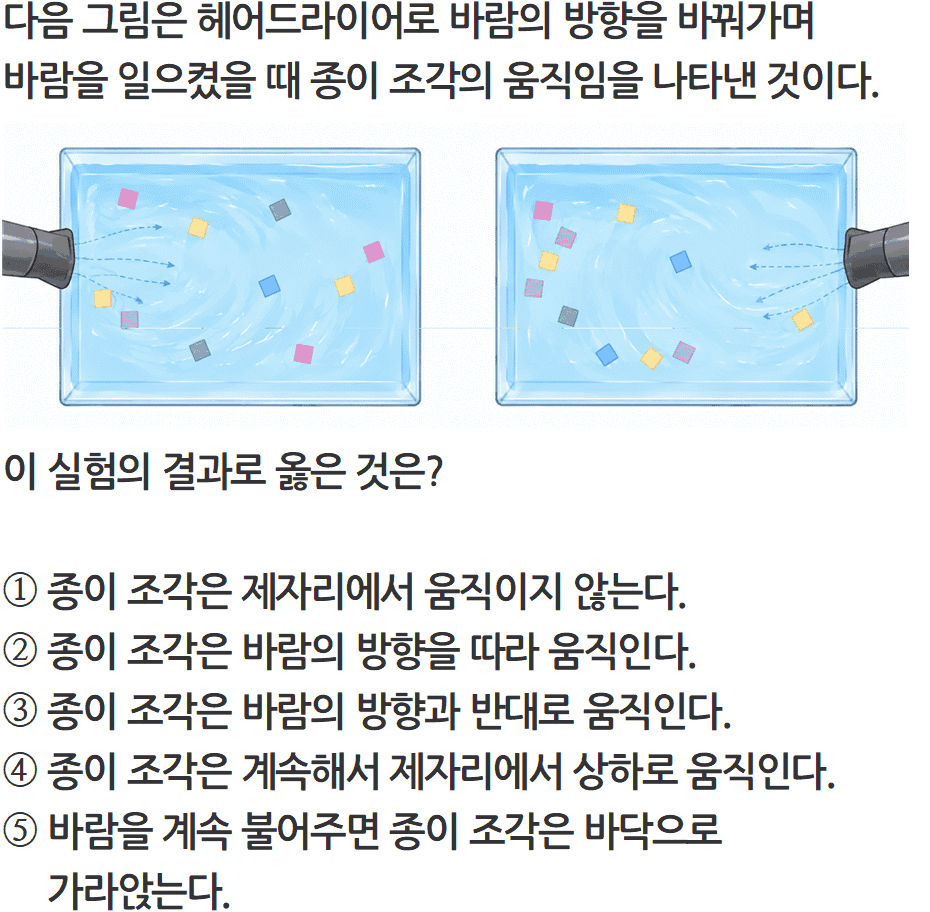 다음 그림은 헤어드라이어로 바람의 방향을 바꿔가며
바람을 일으켰을 때 종이 조각의 움직임을 나타낸 것이다.
이 실험의 결과로 옳은 것은?
① 종이 조각은 제자리에서 움직이지 않는다.
② 종이 조각은 바람의 방향을 따라 움직인다.
③ 종이 조각은 바람의 방향과 반대로 움직인다.
④ 종이 조각은 계속해서 제자리에서 상하로 움직인다.
⑤ 바람을 계속 불어주면 종이 조각은 바닥으로
가라앉는다.